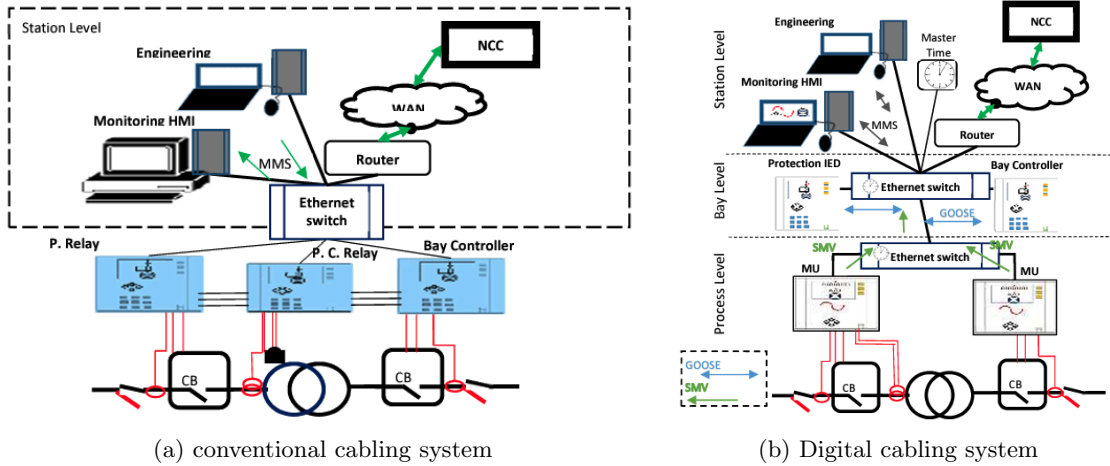 Station Level
Engineering
NCC
WAN
Monitoring HMI
MMS
Router
Ethernet
switch
P. Relay
P. C. Relay
Bay Controller
CB
CB
(a) conventional cabling system
Station Level
Engineering
Master
Time
NCC
Monitoring HMI
WAN
MMS
Router
Bay Level
Protection IED
Bay Controller
Ethernet switch
GOOSE
Process Level
SMV
SMV
Ethernet switch
MU
MU
GOOSE
SMV
CB
CB
(b) Digital cabling system